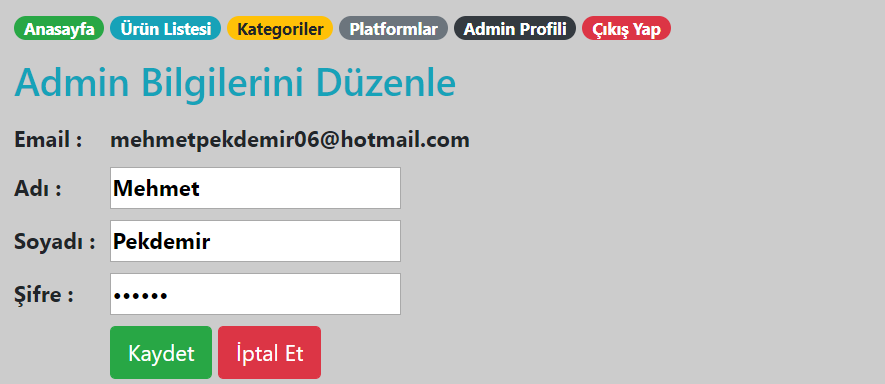 Anasayfa Ürün Listesi Kategoriler Platformlar Admin Profili Çıkış Yap
Admin Bilgilerini Düzenle
Email : mehmetpekdemir06@hotmail.com
Adı : Mehmet
Soyadı : Pekdemir
Şifre : ••••••
Kaydet İptal Et